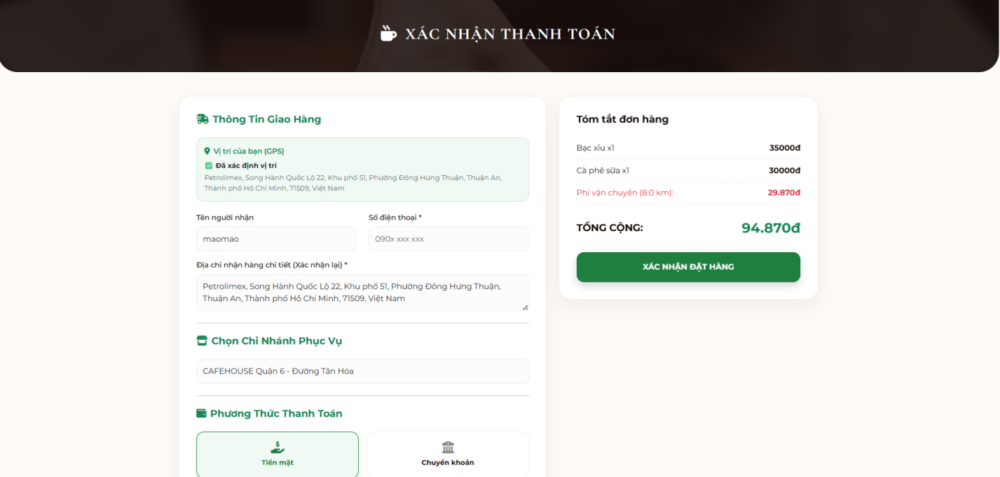 XÁC NHẬN THANH TOÁN
Thông Tin Giao Hàng
Vị trí của bạn (GPS)
Đã xác định vị trí
Petrolimex, Song Hành Quốc Lộ 22, Khu phố 51, Phường Đông Hưng Thuận, Thuận An,
Thành phố Hồ Chí Minh, 71509, Việt Nam
Tên người nhận
maomao
Số điện thoại *
090x xxx xxx
Địa chỉ nhận hàng chi tiết (Xác nhận lại) *
Petrolimex, Song Hành Quốc Lộ 22, Khu phố 51, Phường Đông Hưng Thuận,
Thuận An, Thành phố Hồ Chí Minh, 71509, Việt Nam
Chọn Chi Nhánh Phục Vụ
CAFEHOUSE Quận 6 - Đường Tân Hóa
Phương Thức Thanh Toán
Tiền mặt
Chuyển khoản
Tóm tắt đơn hàng
Bạc xỉu x1 35000đ
Cà phê sữa x1 30000đ
Phí vận chuyển (8.0 km): 29.870đ
TỔNG CỘNG: 94.870đ
XÁC NHẬN ĐẶT HÀNG